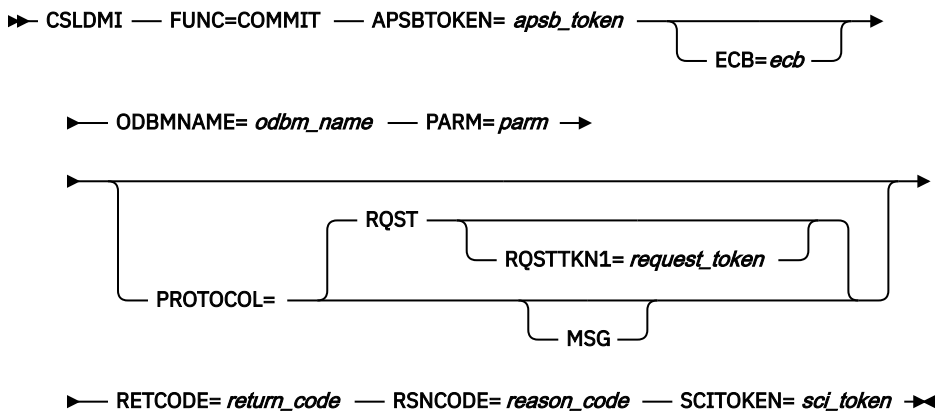 CSLDMI FUNC=COMMIT APSBTOKEN= apsb_token
ECB= ecb
ODBMNAME= odbm_name PARM= parm
RQST
RQSTTKN1= request_token
PROTOCOL=
MSG
RETCODE= return_code RSNCODE= reason_code SCITOKEN= sci_token